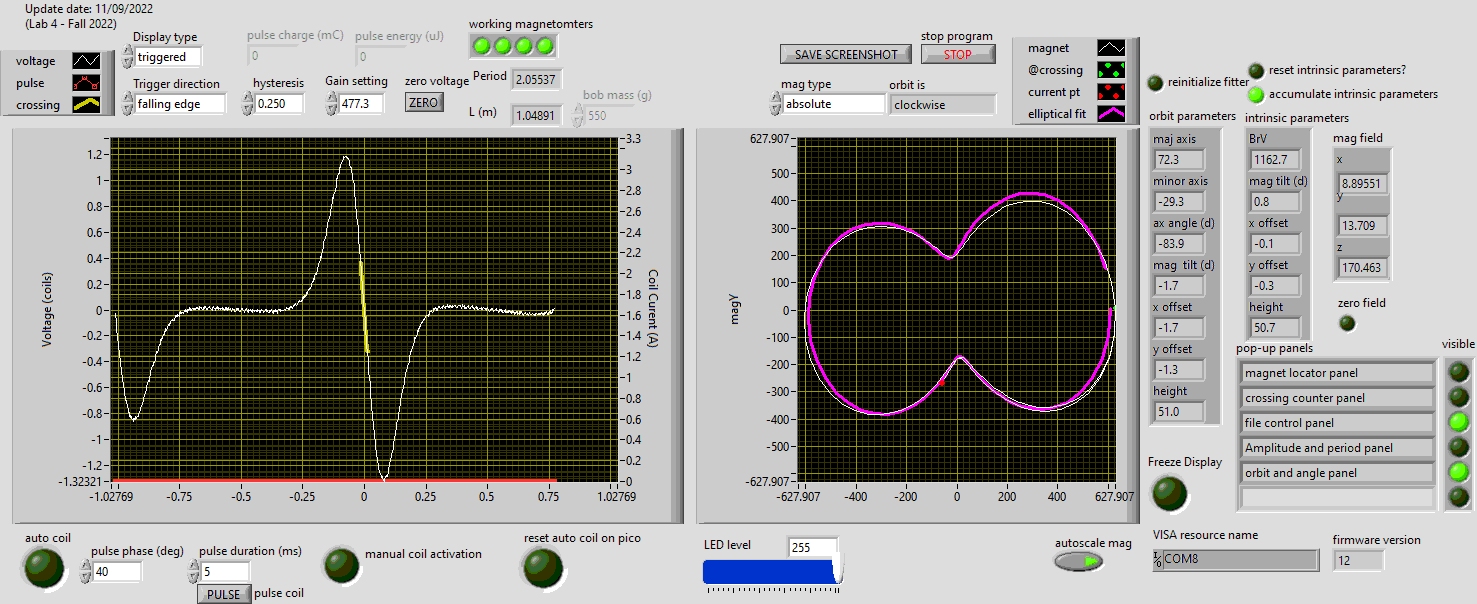 Update date: 11/09/2022
(Lab 4 - Fall 2022)
voltage
pulse
crossing
Display type
triggered
Trigger direction
falling edge
pulse charge (mC)
0
pulse energy (uJ)
0
hysteresis
0.250
Gain setting
477.3
zero voltage
ZERO
working magnetomters
Period
2.05537
L (m)
1.04891
bob mass (g)
550
SAVE SCREENSHOT
stop program
STOP
mag type
absolute
orbit is
clockwise
magnet
@crossing
current pt
elliptical fit
reinitialize fitter
reset intrinsic parameters?
accumulate intrinsic parameters
Voltage (coils)
1.2
1
0.8
0.6
0.4
0.2
0
-0.2
-0.4
-0.6
-0.8
-1
-1.2
-1.32321
-1.02769
-0.75
-0.5
-0.25
0
0.25
0.5
0.75
1.02769
3.3
3
2.8
2.6
2.4
2.2
2
1.8
1.6
1.4
1.2
1
0.8
0.6
0.4
0.2
0
Coil Current (A)
magy
627.907
500
400
300
200
100
0
-100
-200
-300
-400
-500
-627.907
-627.907
-400
-200
0
200
400
627.907
orbit parameters
maj axis
72.3
minor axis
-29.3
ax angle (d)
-83.9
mag tilt (d)
-1.7
x offset
-1.7
y offset
-1.3
height
51.0
intrinsic parameters
BrV
1162.7
mag tilt (d)
0.8
x offset
-0.1
y offset
-0.3
height
50.7
mag field
x
8.89551
y
13.709
z
170.463
zero field
pop-up panels
visible
magnet locator panel
crossing counter panel
file control panel
Amplitude and period panel
orbit and angle panel
Freeze Display
auto coil
pulse phase (deg)
40
pulse duration (ms)
5
PULSE
pulse coil
manual coil activation
reset auto coil on pico
LED level
255
autoscale mag
VISA resource name
COM8
firmware version
12